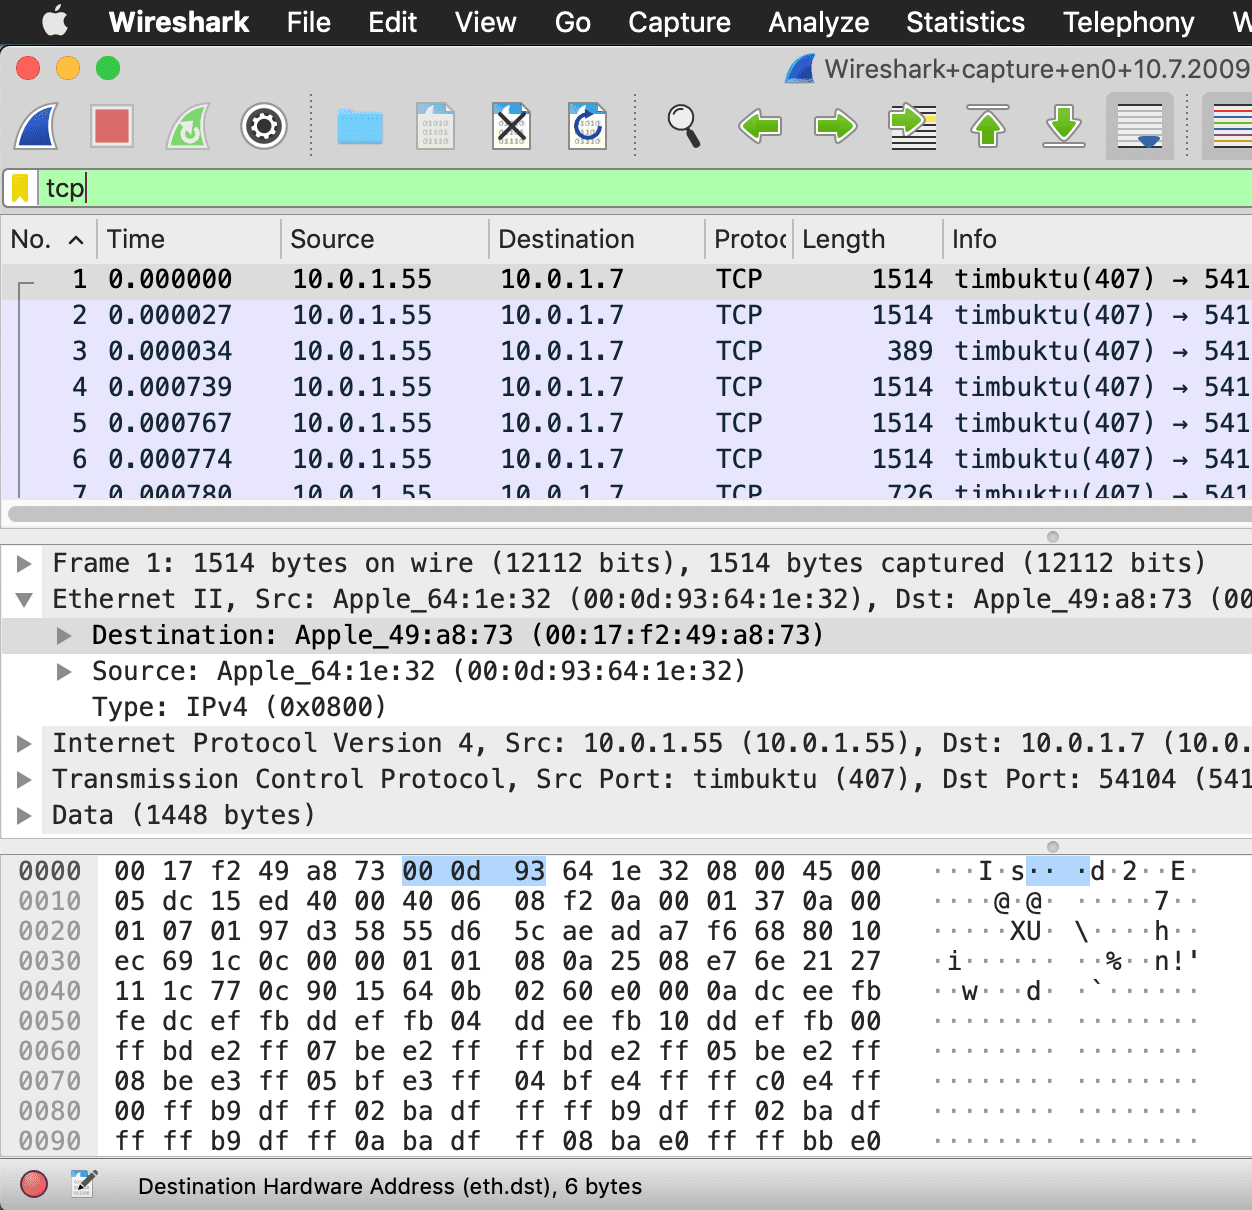 Wireshark File Edit View Go Capture Analyze Statistics Telephony W
Wireshark+capture+en0+10.7.2009
tcp
No. Time Source Destination Protoc Length Info
1 0.000000 10.0.1.55 10.0.1.7 TCP 1514 timbuktu(407) → 541
2 0.000027 10.0.1.55 10.0.1.7 TCP 1514 timbuktu(407) → 541
3 0.000034 10.0.1.55 10.0.1.7 TCP 389 timbuktu(407) → 541
4 0.000739 10.0.1.55 10.0.1.7 TCP 1514 timbuktu(407) → 541
5 0.000767 10.0.1.55 10.0.1.7 TCP 1514 timbuktu(407) → 541
6 0.000774 10.0.1.55 10.0.1.7 TCP 1514 timbuktu(407) → 541
7 0.000780 10.0.1.55 10.0.1.7 TCP 726 timbuktu(407) → 541
Frame 1: 1514 bytes on wire (12112 bits), 1514 bytes captured (12112 bits)
Ethernet II, Src: Apple_64:1e:32 (00:0d:93:64:1e:32), Dst: Apple_49:a8:73 (00
Destination: Apple_49:a8:73 (00:17:f2:49:a8:73)
Source: Apple_64:1e:32 (00:0d:93:64:1e:32)
Type: IPv4 (0x0800)
Internet Protocol Version 4, Src: 10.0.1.55 (10.0.1.55), Dst: 10.0.1.7 (10.0.
Transmission Control Protocol, Src Port: timbuktu (407), Dst Port: 54104 (541
Data (1448 bytes)
0000 00 17 f2 49 a8 73 00 0d 93 64 1e 32 08 00 45 00 ···I·s·· ·d·2··E·
0010 05 dc 15 ed 40 00 40 06 08 f2 0a 00 01 37 0a 00 ····@·@· ·····7··
0020 01 07 01 97 d3 58 55 d6 5c ae ad a7 f6 68 80 10 ·····XU· \····h··
0030 ec 69 1c 0c 00 00 01 01 08 0a 25 08 e7 6e 21 27 ·i······ ··%··n!'
0040 11 1c 77 0c 90 15 64 0b 02 60 e0 00 0a dc ee fb ··w···d· ·`······
0050 fe dc ef fb dd ef fb 04 dd ee fb 10 dd ef fb 00 ········ ········
0060 ff bd e2 ff 07 be e2 ff ff bd e2 ff 05 be e2 ff ········ ········
0070 08 be e3 ff 05 bf e3 ff 04 bf e4 ff ff c0 e4 ff ········ ········
0080 00 ff b9 df ff 02 ba df ff ff b9 df ff 02 ba df ········ ········
0090 ff ff b9 df ff 0a ba df ff 08 ba e0 ff ff bb e0 ········ ········
Destination Hardware Address (eth.dst), 6 bytes